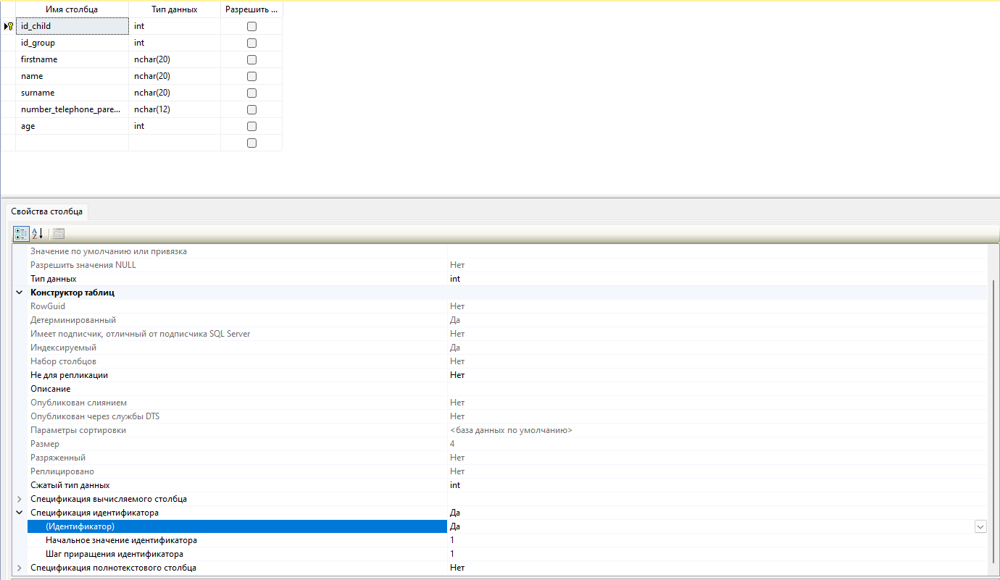 Имя столбца Тип данных Разрешить ...
id_child int
id_group int
firstname nchar(20)
name nchar(20)
surname nchar(20)
number_telephone_pare... nchar(12)
age int
Свойства столбца
Значение по умолчанию или привязка
Разрешить значения NULL Нет
Тип данных int
Конструктор таблиц
RowGuid Нет
Детерминированный Да
Имеет подписчик, отличный от подписчика SQL Server Нет
Индексируемый Да
Набор столбцов Нет
Не для репликации Нет
Описание
Опубликован слиянием Нет
Опубликован через службы DTS Нет
Параметры сортировки <база данных по умолчанию>
Размер 4
Разряженный Нет
Реплицировано Нет
Сжатый тип данных int
Спецификация вычисляемого столбца
Спецификация идентификатора Да
(Идентификатор) Да
Начальное значение идентификатора 1
Шаг приращения идентификатора 1
Спецификация полнотекстового столбца Нет